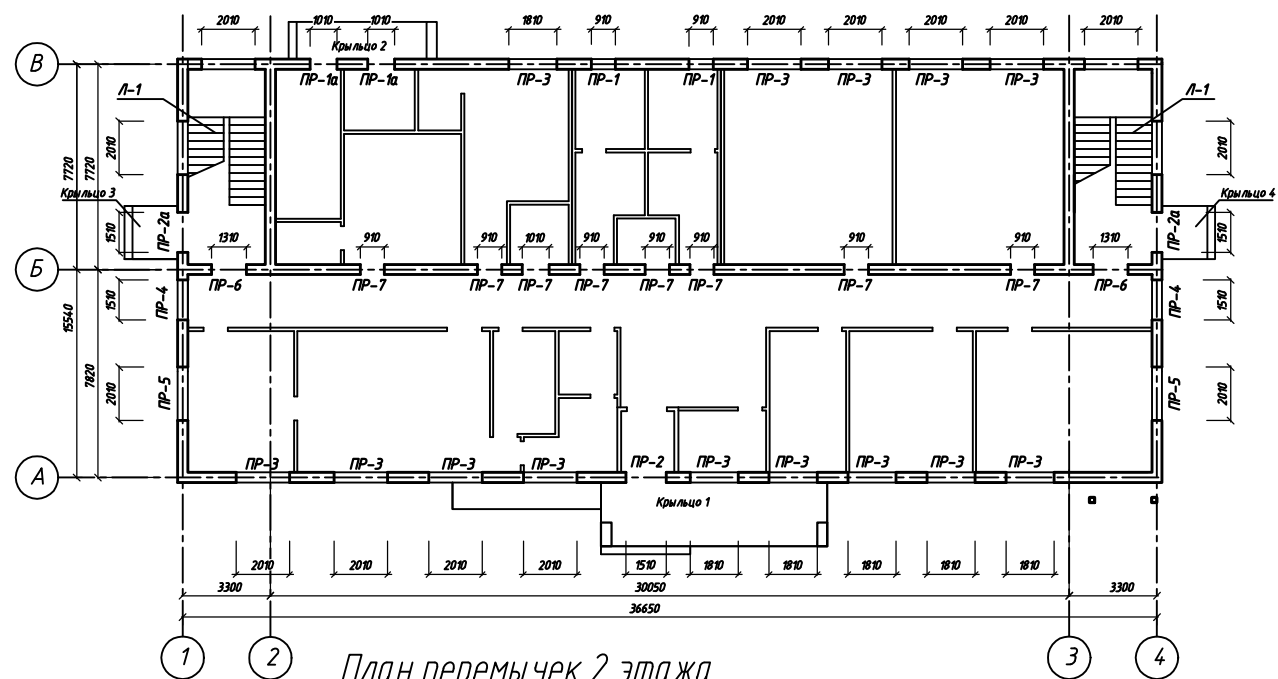 2010 1010 1010 1810 910 910 2010 2010 2010 2010 2010
Крыльцо 2
В
ПР-1а ПР-1а ПР-3 ПР-1 ПР-1 ПР-3 ПР-3 ПР-3 ПР-3
Л-1 Л-1
2010 2010
7720 7720
Крыльцо 3 Крыльцо 4
1510 ПР-2а ПР-2а 1510
1310 910 910 1010 910 910 910 910 910 1310
Б
ПР-6 ПР-7 ПР-7 ПР-7 ПР-7 ПР-7 ПР-7 ПР-7 ПР-7 ПР-6
1510 ПР-4 ПР-4 1510
15540 7820
2010 ПР-5 ПР-5 2010
А
ПР-3 ПР-3 ПР-3 ПР-3 ПР-2 ПР-3 ПР-3 ПР-3 ПР-3 ПР-3
Крыльцо 1
2010 2010 2010 2010 1510 1810 1810 1810 1810 1810
3300 30050 3300
36650
1 2 3 4
План перемычек 2 этажа